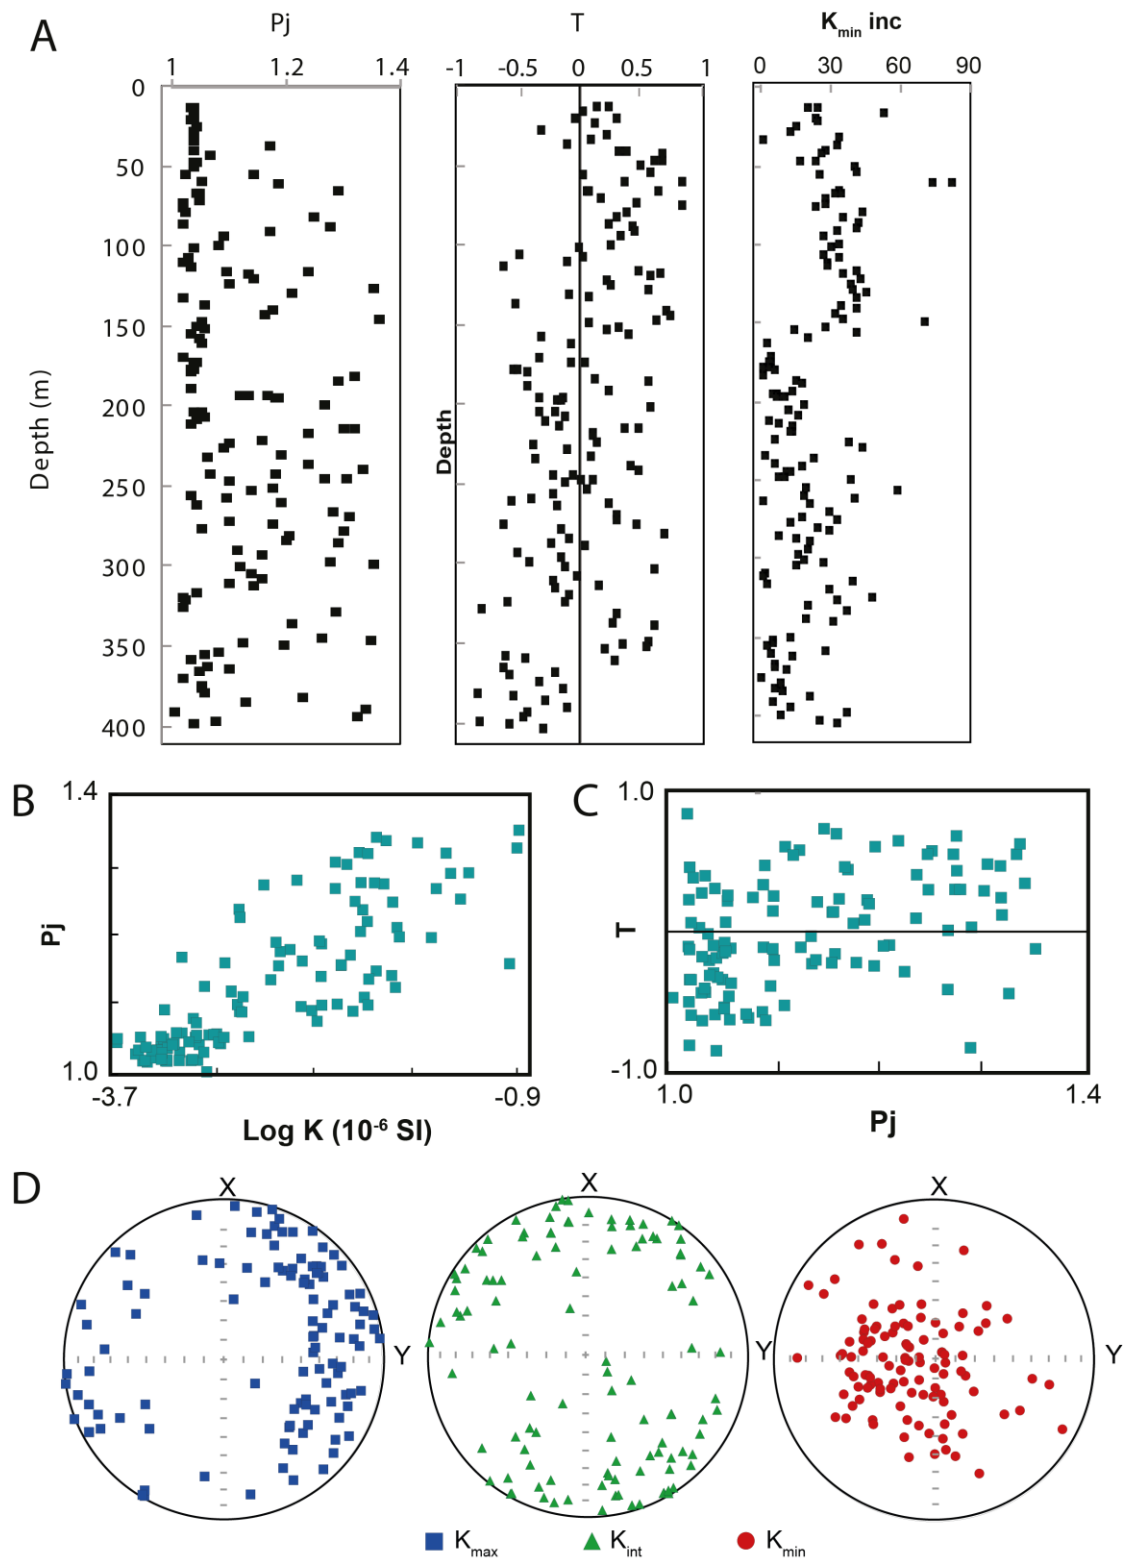 A
Pj
T
K min inc
1 1.2 1.4
-1 -0.5 0 0.5 1
0 30 60 90
0
50
100
150
200
250
300
350
400
Depth (m)
Depth
B
1.4
Pj
1.0
-3.7 -0.9
Log K (10-6 SI)
C
1.0
T
-1.0
1.0 1.4
Pj
D
X
Y
X
Y
X
Y
Kmax
Kint
Kmin